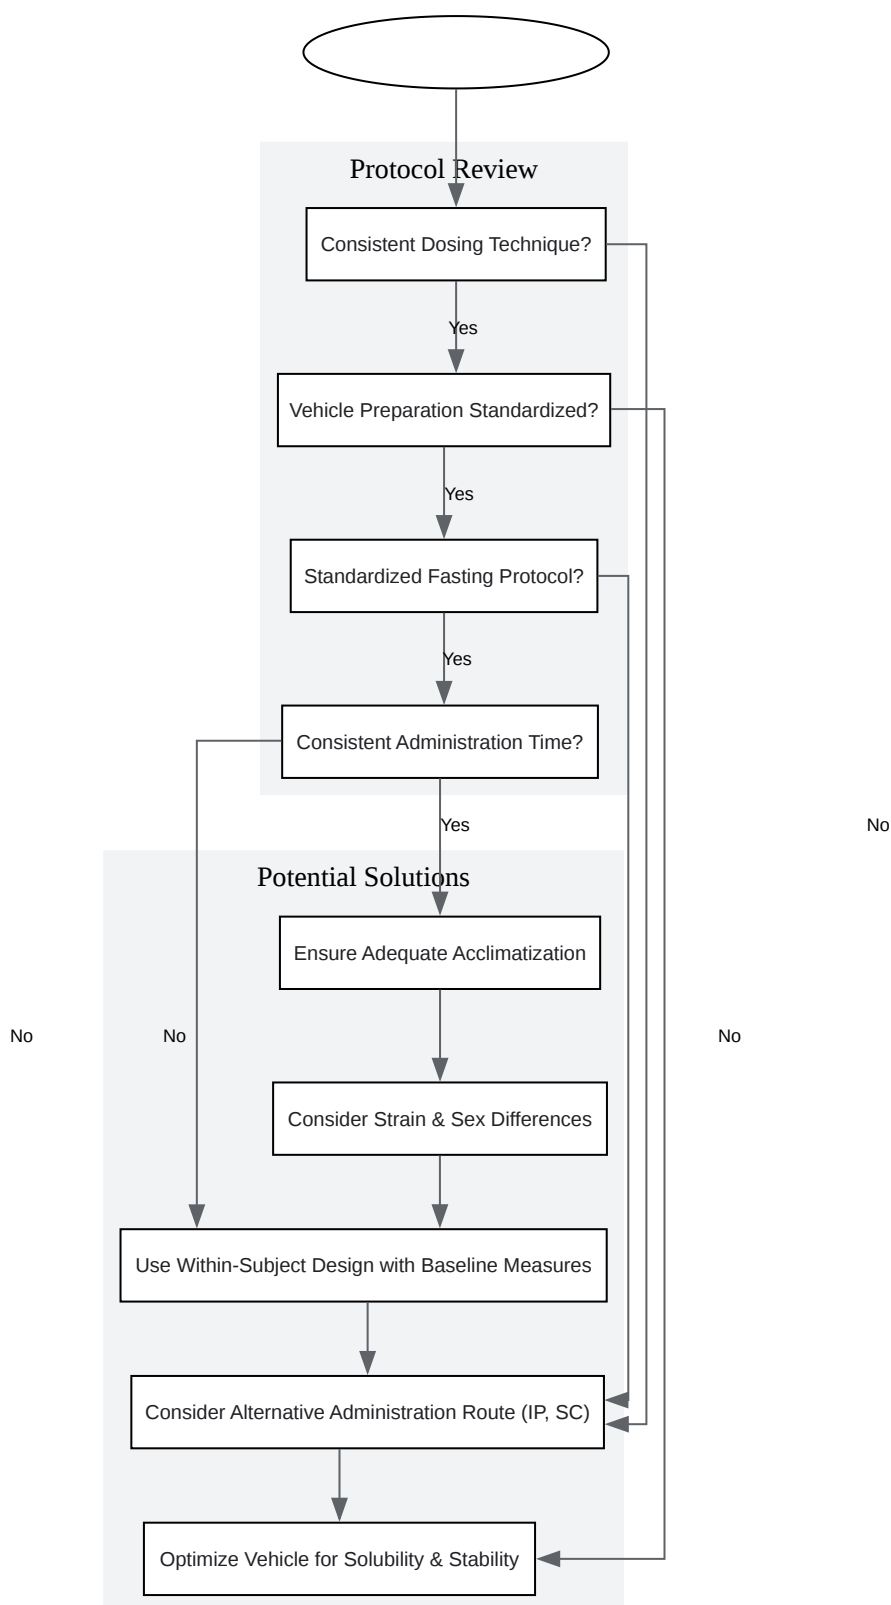 Protocol Review
Consistent Dosing Technique?
Yes
Vehicle Preparation Standardized?
Yes
Standardized Fasting Protocol?
Yes
Consistent Administration Time?
Yes
No
Potential Solutions
Ensure Adequate Acclimatization
No
No
No
Consider Strain & Sex Differences
Use Within-Subject Design with Baseline Measures
Consider Alternative Administration Route (IP, SC)
Optimize Vehicle for Solubility & Stability